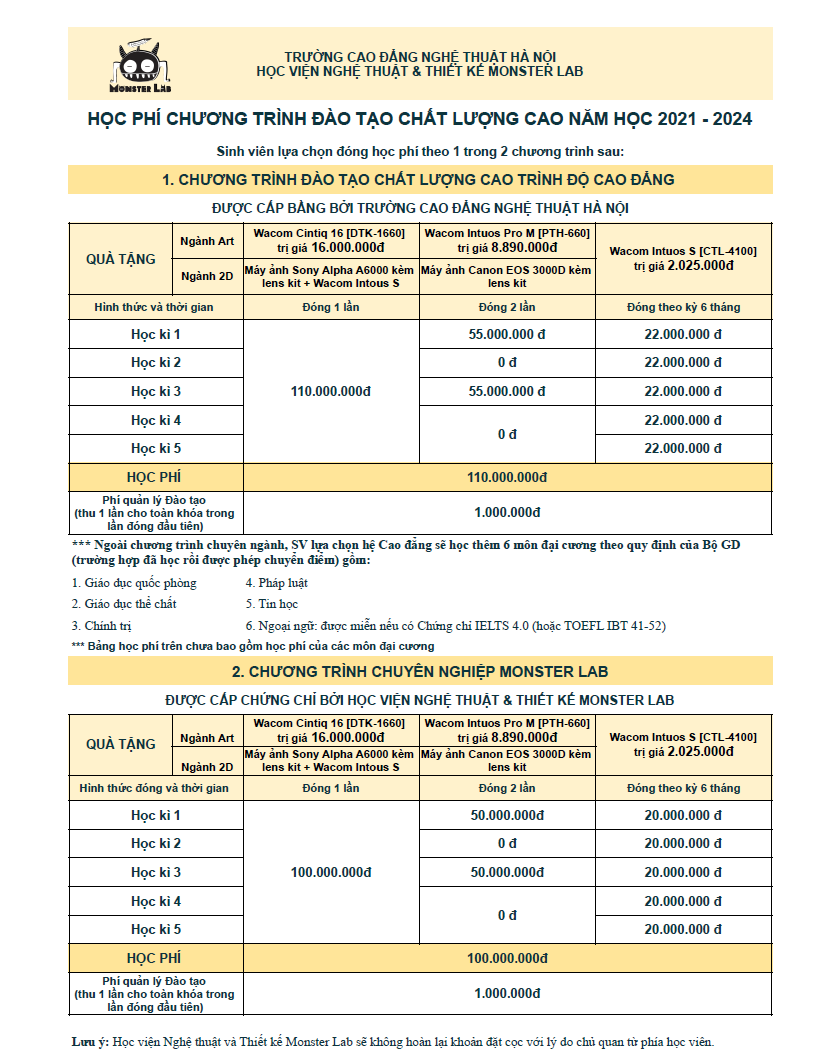 MONSTER LAB
TRƯỜNG CAO ĐẲNG NGHỆ THUẬT HÀ NỘI
HỌC VIỆN NGHỆ THUẬT & THIẾT KẾ MONSTER LAB
HỌC PHÍ CHƯƠNG TRÌNH ĐÀO TẠO CHẤT LƯỢNG CAO NĂM HỌC 2021 - 2024
Sinh viên lựa chọn đóng học phí theo 1 trong 2 chương trình sau:
1. CHƯƠNG TRÌNH ĐÀO TẠO CHẤT LƯỢNG CAO TRÌNH ĐỘ CAO ĐẲNG
ĐƯỢC CẤP BẰNG BỞI TRƯỜNG CAO ĐẲNG NGHỆ THUẬT HÀ NỘI
QUÀ TẶNG
Ngành Art
Wacom Cintiq 16 [DTK-1660]
trị giá 16.000.000đ
Wacom Intuos Pro M [PTH-660]
trị giá 8.890.000đ
Wacom Intuos S [CTL-4100]
trị giá 2.025.000đ
Ngành 2D
Máy ảnh Sony Alpha A6000 kèm
lens kit + Wacom Intous S
Máy ảnh Canon EOS 3000D kèm
lens kit
Hình thức và thời gian
Đóng 1 lần
Đóng 2 lần
Đóng theo kỳ 6 tháng
Học kì 1
55.000.000 đ
22.000.000 đ
Học kì 2
0 đ
22.000.000 đ
Học kì 3
110.000.000đ
55.000.000 đ
22.000.000 đ
Học kì 4
0 đ
22.000.000 đ
Học kì 5
22.000.000 đ
HỌC PHÍ
110.000.000đ
Phí quản lý Đào tạo
(thu 1 lần cho toàn khóa trong
lần đóng đầu tiên)
1.000.000đ
*** Ngoài chương trình chuyên ngành, SV lựa chọn hệ Cao đẳng sẽ học thêm 6 môn đại cương theo quy định của Bộ GD
(trường hợp đã học rồi được phép chuyển điểm) gồm:
1. Giáo dục quốc phòng
4. Pháp luật
2. Giáo dục thể chất
5. Tin học
3. Chính trị
6. Ngoại ngữ: được miễn nếu có Chứng chỉ IELTS 4.0 (hoặc TOEFL IBT 41-52)
*** Bảng học phí trên chưa bao gồm học phí của các môn đại cương
2. CHƯƠNG TRÌNH CHUYÊN NGHIỆP MONSTER LAB
ĐƯỢC CẤP CHỨNG CHỈ BỞI HỌC VIỆN NGHỆ THUẬT & THIẾT KẾ MONSTER LAB
QUÀ TẶNG
Ngành Art
Wacom Cintiq 16 [DTK-1660]
trị giá 16.000.000đ
Wacom Intuos Pro M [PTH-660]
trị giá 8.890.000đ
Wacom Intuos S [CTL-4100]
trị giá 2.025.000đ
Ngành 2D
Máy ảnh Sony Alpha A6000 kèm
lens kit + Wacom Intous S
Máy ảnh Canon EOS 3000D kèm
lens kit
Hình thức đóng và thời gian
Đóng 1 lần
Đóng 2 lần
Đóng theo kỳ 6 tháng
Học kì 1
50.000.000đ
20.000.000 đ
Học kì 2
0 đ
20.000.000 đ
Học kì 3
100.000.000đ
50.000.000đ
20.000.000 đ
Học kì 4
0 đ
20.000.000 đ
Học kì 5
20.000.000 đ
HỌC PHÍ
100.000.000đ
Phí quản lý Đào tạo
(thu 1 lần cho toàn khóa trong
lần đóng đầu tiên)
1.000.000đ
Lưu ý: Học viện Nghệ thuật và Thiết kế Monster Lab sẽ không hoàn lại khoản đặt cọc với lý do chủ quan từ phía học viên.